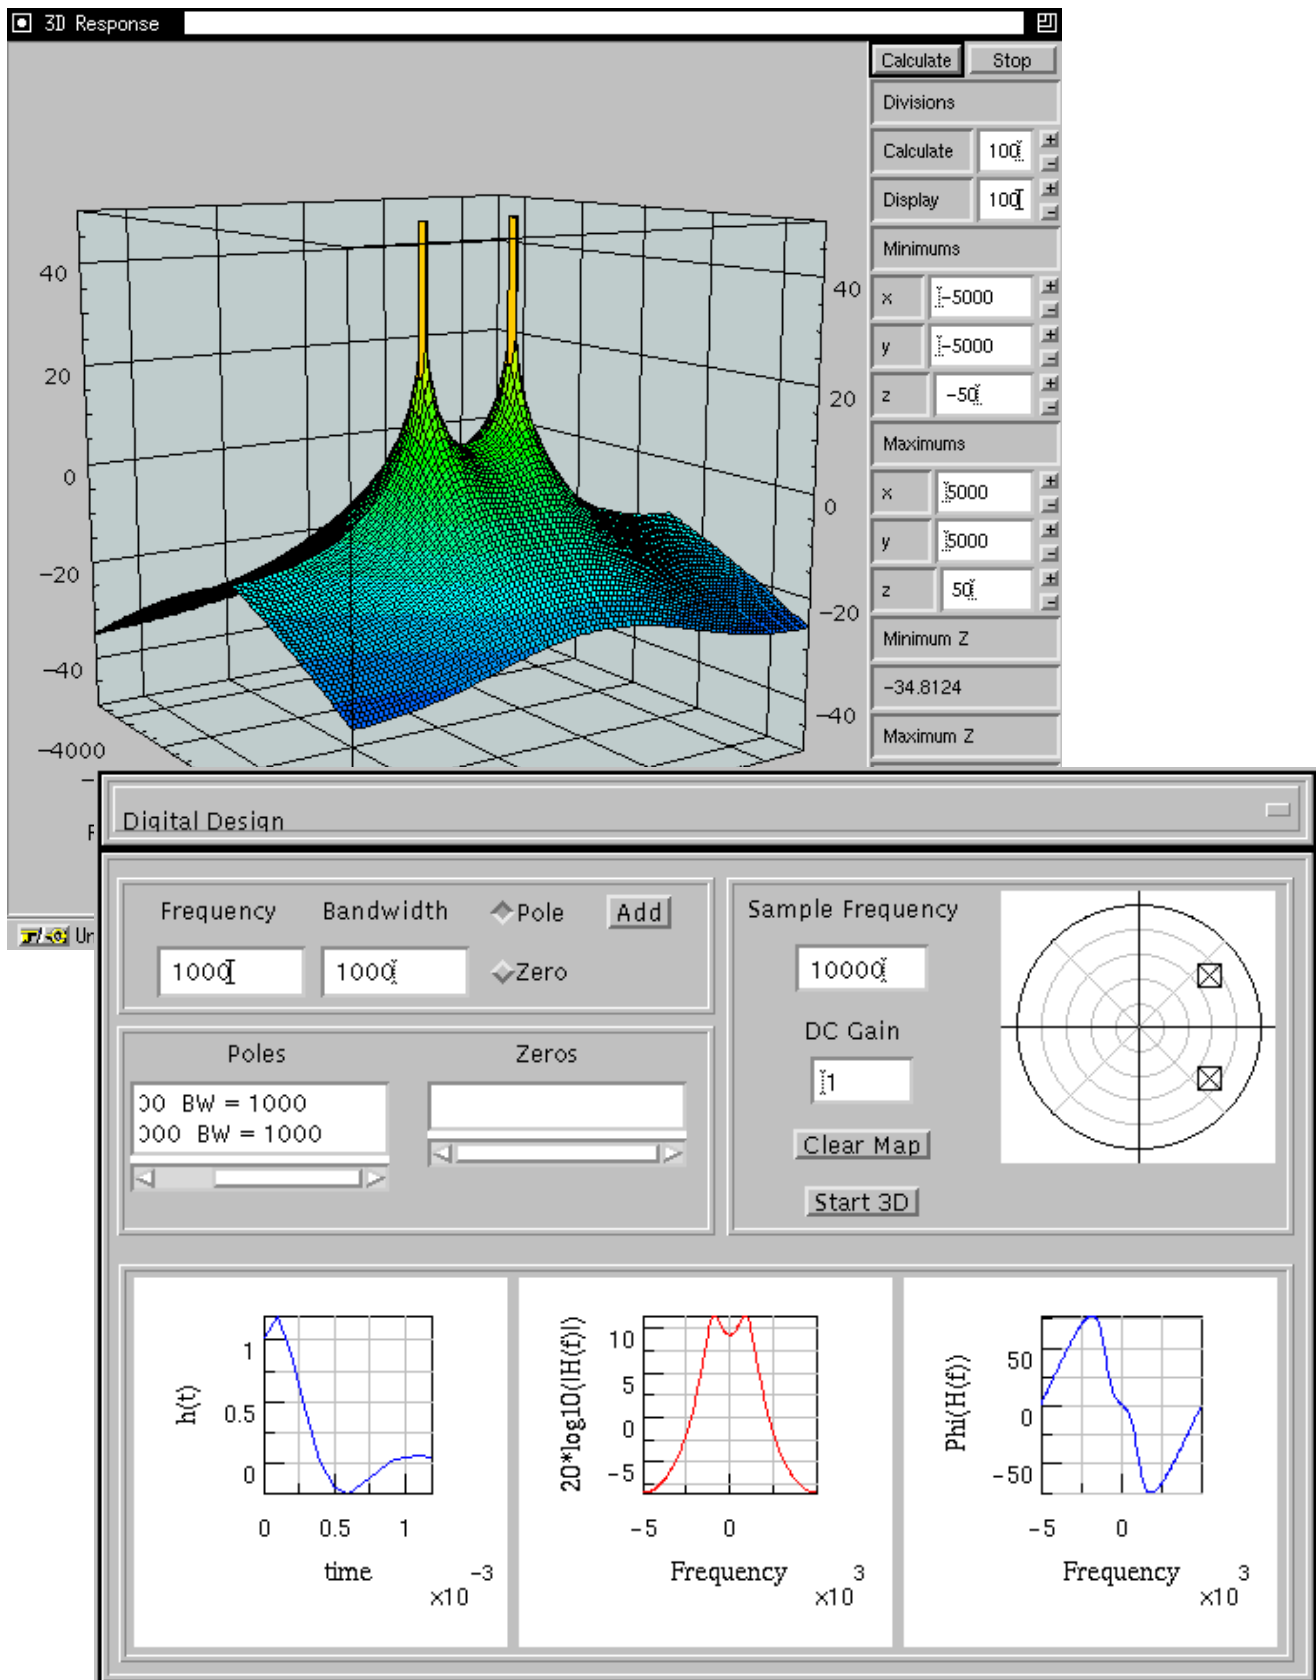 3D Response
Calculate Stop
Divisions
Calculate 100
Display 100
Minimums
x -5000
y -5000
z -50
Maximums
x 5000
y 5000
z 50
Minimum Z
-34.8124
Maximum Z
40
20
0
-20
-40
-4000
40
20
0
-20
-40
F
Un
Digital Design
Frequency Bandwidth Pole Add
1000 1000 Zero
Poles Zeros
00 BW = 1000
000 BW = 1000
Sample Frequency
10000
DC Gain
1
Clear Map
Start 3D
h(t)
1
0.5
0
0 0.5 1
time
x10 -3
20*log10(|H(f)|)
10
5
0
-5
-5 0
Frequency
x10 3
Phi(H(f))
50
0
-50
-5 0
Frequency
x10 3